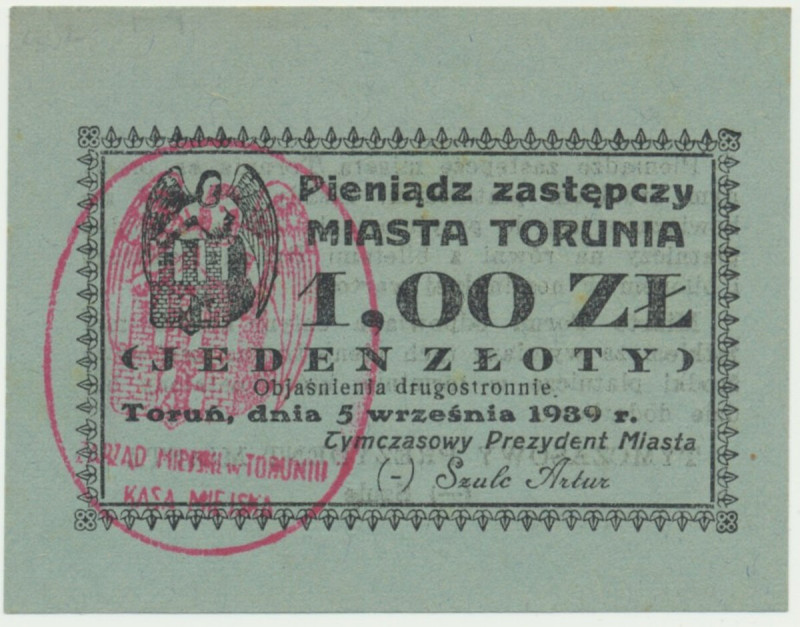 Pieniądz zastępczy
MIASTA TORUNIA
1.00 ZŁ
(JEDEN ZŁOTY)
Objaśnienia drugostronnie.
Toruń, dnia 5 września 1939 r.
Tymczasowy Prezydent Miasta
(-) Szulc Artur
ZARZĄD MIEJSKI w TORUNIU
KASA MIEJSKA